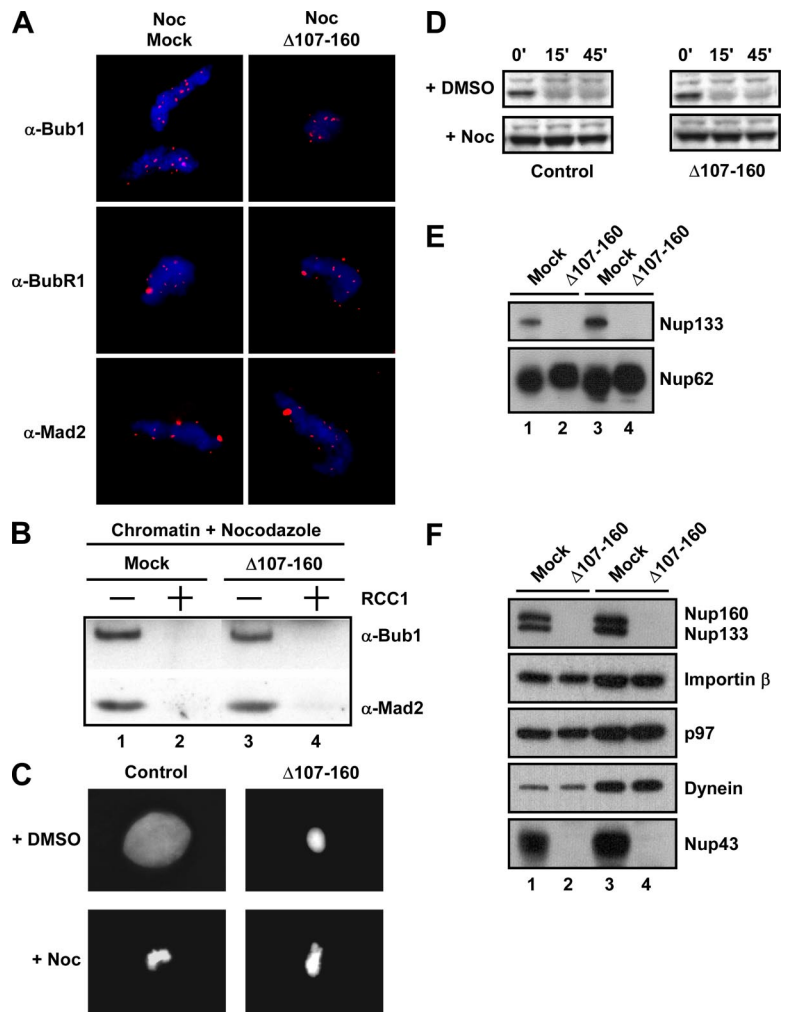 A
Noc Mock
Noc Δ107-160
α-Bub1
α-BubR1
α-Mad2
B
Chromatin + Nocodazole
Mock Δ107-160
− + − + RCC1
α-Bub1
α-Mad2
1 2 3 4
C
Control Δ107-160
+ DMSO
+ Noc
D
0' 15' 45' 0' 15' 45'
+ DMSO
+ Noc
Control Δ107-160
E
Mock Δ107-160 Mock Δ107-160
Nup133
Nup62
1 2 3 4
F
Mock Δ107-160 Mock Δ107-160
Nup160
Nup133
Importin β
p97
Dynein
Nup43
1 2 3 4